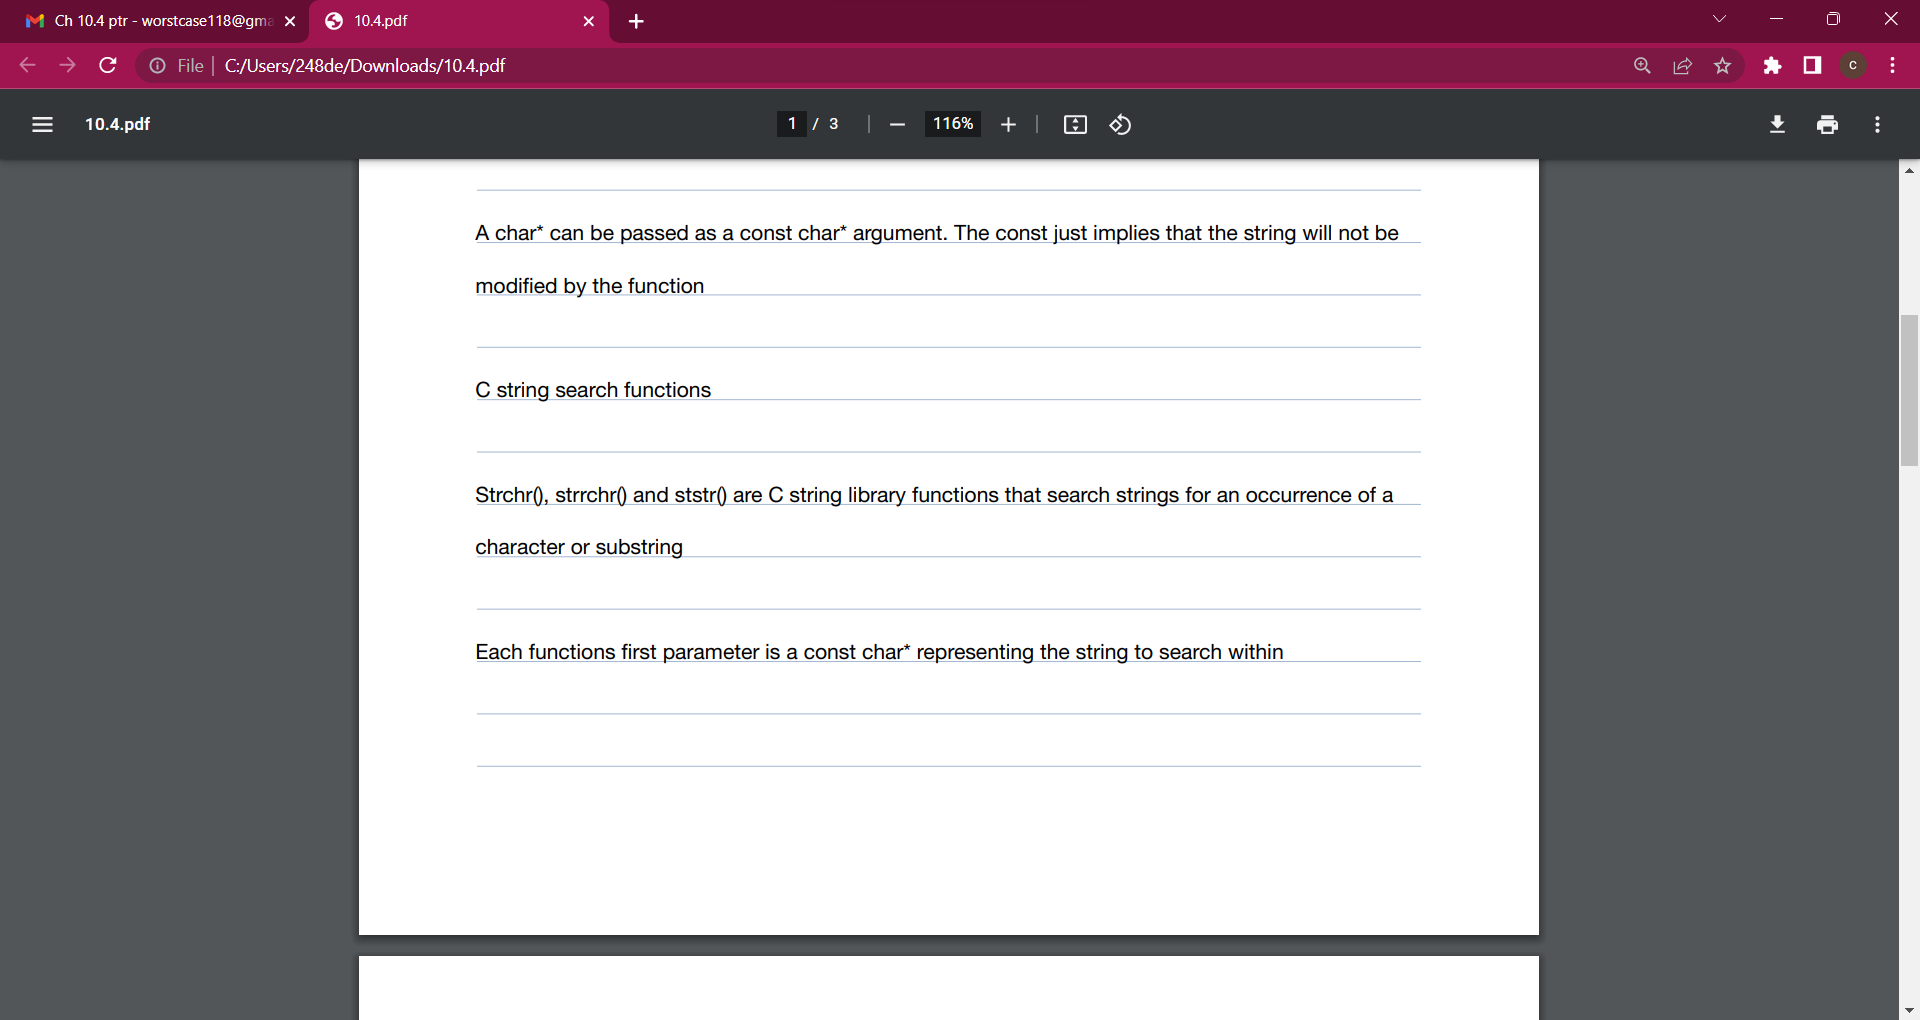 Ch 10.4 ptr - worstcase118@gma
10.4.pdf
File
C:/Users/248de/Downloads/10.4.pdf
C
10.4.pdf
1 / 3
116%
A char* can be passed as a const char* argument. The const just implies that the string will not be
modified by the function
C string search functions
Strchr(), strrchr() and ststr() are C string library functions that search strings for an occurrence of a
character or substring
Each functions first parameter is a const char* representing the string to search within